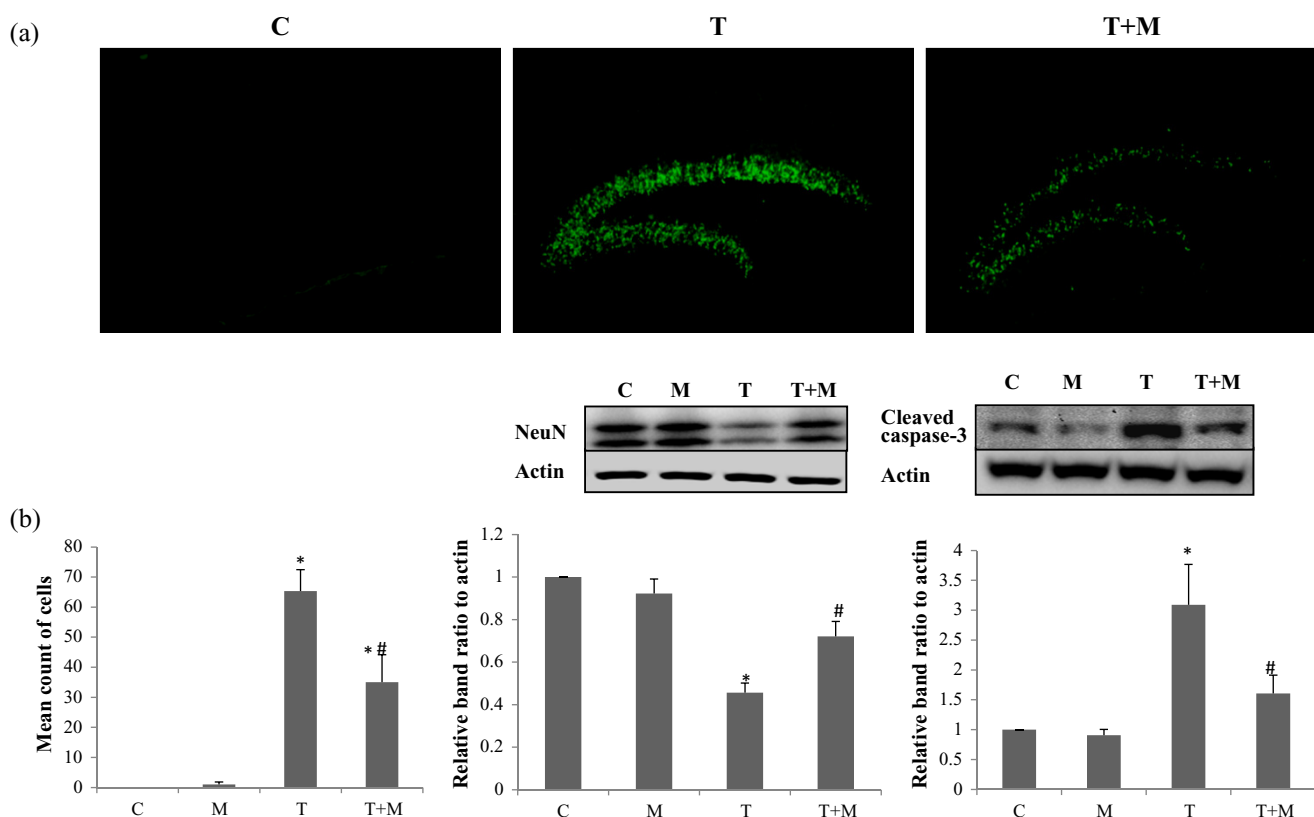 (a)
C T T+M
C M T T+M
NeuN
Actin
C M T T+M
Cleaved
caspase-3
Actin
(b)
Mean count of cells
80
70
60
50
40
30
20
10
0
*
* #
C M T T+M
Relative band ratio to actin
1.2
1
0.8
0.6
0.4
0.2
0
*
#
C M T T+M
Relative band ratio to actin
4
3.5
3
2.5
2
1.5
1
0.5
0
*
#
C M T T+M